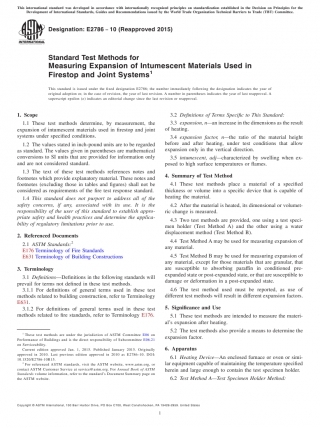 This international standard was developed in accordance with internationally recognized principles on standardization established in the Decision on Principles for the
Development of International Standards, Guides and Recommendations issued by the World Trade Organization Technical Barriers to Trade (TBT) Committee.
Designation: E2786 − 10 (Reapproved 2015)
Standard Test Methods for
Measuring Expansion of Intumescent Materials Used in
Firestop and Joint Systems1
This standard is issued under the fixed designation E2786; the number immediately following the designation indicates the year of
original adoption or, in the case of revision, the year of last revision. A number in parentheses indicates the year of last reapproval. A
superscript epsilon (ε) indicates an editorial change since the last revision or reapproval.
1. Scope
1.1 These test methods determine, by measurement, the
expansion of intumescent materials used in firestop and joint
systems under specified conditions.
1.2 The values stated in inch-pound units are to be regarded
as standard. The values given in parentheses are mathematical
conversions to SI units that are provided for information only
and are not considered standard.
1.3 The text of these test methods references notes and
footnotes which provide explanatory material. These notes and
footnotes (excluding those in tables and figures) shall not be
considered as requirements of the fire test response standard.
1.4 This standard does not purport to address all of the
safety concerns, if any, associated with its use. It is the
responsibility of the user of this standard to establish appro-
priate safety and health practices and determine the applica-
bility of regulatory limitations prior to use.
2. Referenced Documents
2.1 ASTM Standards:2
E176 Terminology of Fire Standards
E631 Terminology of Building Constructions
3. Terminology
3.1 Definitions—Definitions in the following standards will
prevail for terms not defined in these test methods.
3.1.1 For definitions of general terms used in these test
methods related to building construction, refer to Terminology
E631.
3.1.2 For definitions of general terms used in these test
methods related to fire standards, refer to Terminology E176.
1 These test methods are under the jurisdiction of ASTM Committee E06 on
Performance of Buildings and is the direct responsibility of Subcommittee E06.21
on Serviceability.
Current edition approved Jan. 1, 2015. Published January 2015. Originally
approved in 2010. Last previous edition approved in 2010 as E2786–10. DOI:
10.1520/E2786-10R15.
2 For referenced ASTM standards, visit the ASTM website, www.astm.org, or
contact ASTM Customer Service at service@astm.org. For Annual Book of ASTM
Standards volume information, refer to the standard's Document Summary page on
the ASTM website.
3.2 Definitions of Terms Specific to This Standard:
3.3 expansion, n—an increase in the dimensions as the result
of heating.
3.4 expansion factor, n—the ratio of the material height
before and after heating, under test conditions that allow
expansion only in the vertical direction.
3.5 intumescent, adj—characterized by swelling when ex-
posed to high surface temperatures or flames.
4. Summary of Test Method
4.1 These test methods place a material of a specified
thickness or volume into a specific device that is capable of
heating the material.
4.2 After the material is heated, its dimensional or volumet-
ric change is measured.
4.3 Two test methods are provided, one using a test speci-
men holder (Test Method A) and the other using a water
displacement method (Test Method B).
4.4 Test Method A may be used for measuring expansion of
any material.
4.5 Test Method B may be used for measuring expansion of
any material, except for those materials that are granular, that
are susceptible to absorbing paraffin in conditioned pre-
expanded state or post-expanded state, or that are susceptible to
damage or deformation in a post-expanded state.
4.6 The test method used must be reported, as use of
different test methods will result in different expansion factors.
5. Significance and Use
5.1 These test methods are intended to measure the materi-
al's expansion after heating.
5.2 The test methods also provide a means to determine the
expansion factor.
6. Apparatus
6.1 Heating Device—An enclosed furnace or oven or simi-
lar equipment capable of maintaining the temperature specified
herein and large enough to contain the test specimen holder.
6.2 Test Method A—Test Specimen Holder Method:
Copyright © ASTM International, 100 Barr Harbor Drive, PO Box C700, West Conshohocken, PA 19428-2959. United States
1